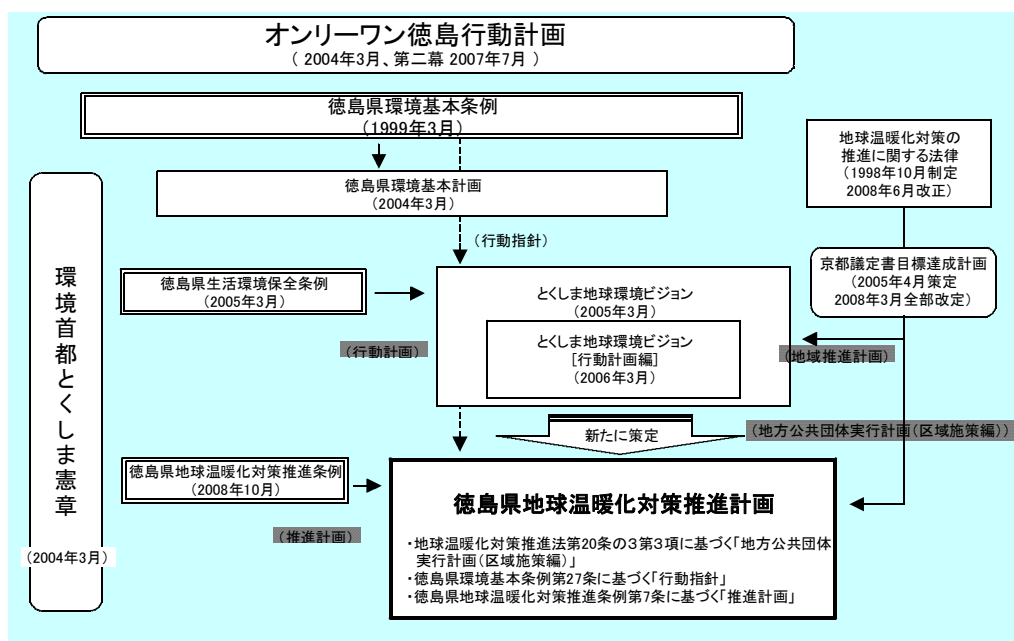 オンリーワン徳島行動計画
( 2004年3月、第二幕 2007年7月 )
徳島県環境基本条例
(1999年3月)
地球温暖化対策の
推進に関する法律
(1998年10月制定
2008年6月改正)
徳島県環境基本計画
(2004年3月)
(行動指針)
京都議定書目標達成計画
(2005年4月策定
2008年3月全部改定)
環境首都とくしま憲章
(2004年3月)
徳島県生活環境保全条例
(2005年3月)
とくしま地球環境ビジョン
(2005年3月)
(行動計画)
とくしま地球環境ビジョン
[行動計画編]
(2006年3月)
(地域推進計画)
新たに策定
(地方公共団体実行計画(区域施策編))
徳島県地球温暖化対策推進条例
(2008年10月)
(推進計画)
徳島県地球温暖化対策推進計画
・地球温暖化対策推進法第20条の3第3項に基づく「地方公共団体
実行計画(区域施策編)」
・徳島県環境基本条例第27条に基づく「行動指針」
・徳島県地球温暖化対策推進条例第7条に基づく「推進計画」